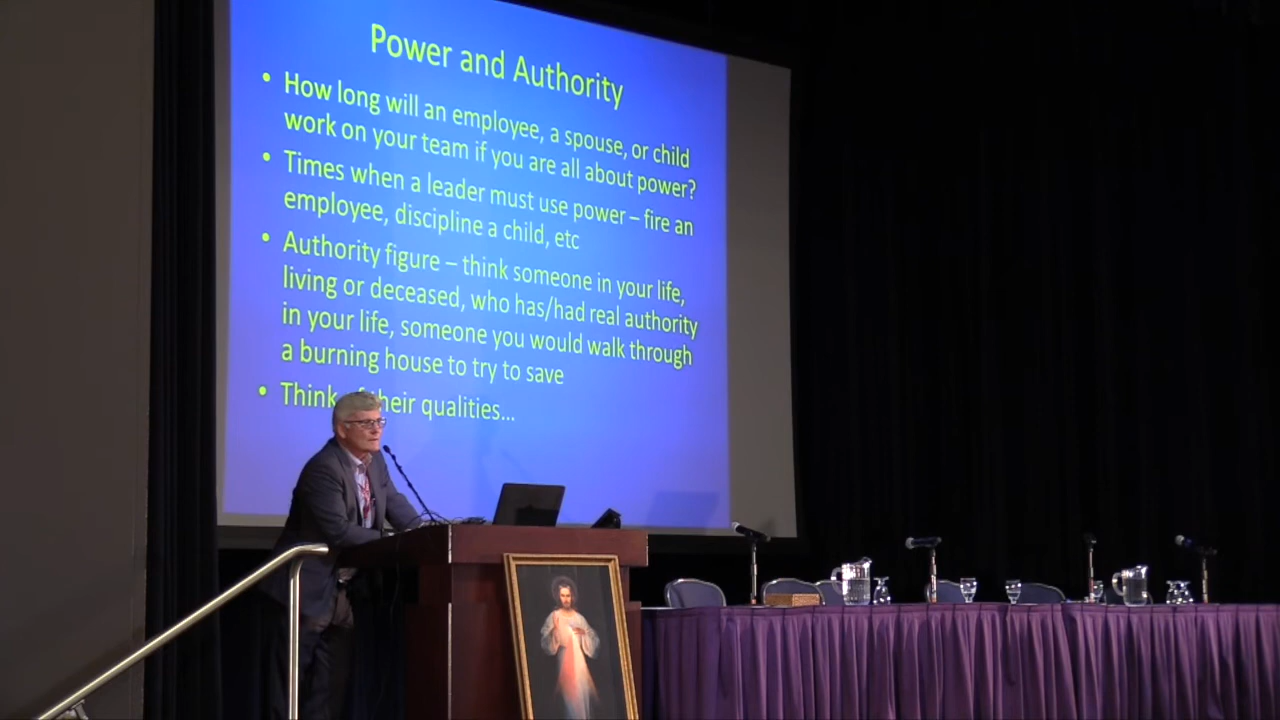 Power and Authority
• How long will an employee, a spouse, or child
work on your team if you are all about power?
• Times when a leader must use power – fire an
employee, discipline a child, etc
• Authority figure – think someone in your life,
living or deceased, who has/had real authority
in your life, someone you would walk through
a burning house to try to save
• Think of their qualities...